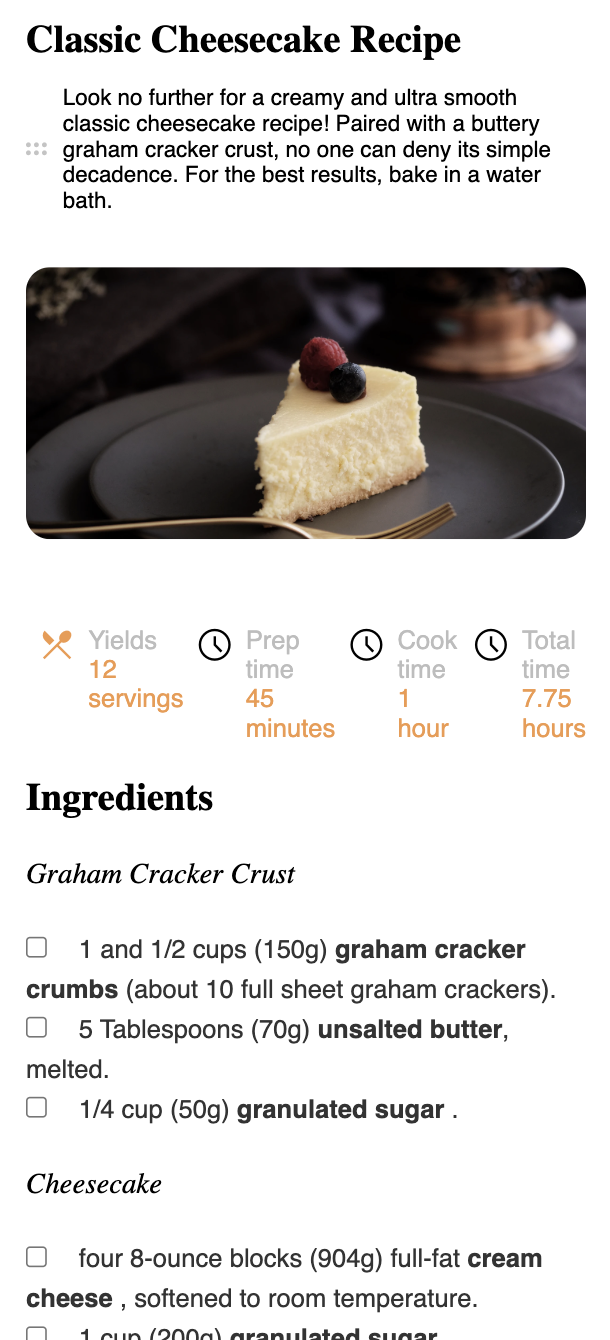 Classic Cheesecake Recipe
Look no further for a creamy and ultra smooth
classic cheesecake recipe! Paired with a buttery
graham cracker crust, no one can deny its simple
decadence. For the best results, bake in a water
bath.
Yields
12
servings
Prep
time
45
minutes
Cook
time
1
hour
Total
time
7.75
hours
Ingredients
Graham Cracker Crust
1 and 1/2 cups (150g) graham cracker
crumbs (about 10 full sheet graham crackers).
5 Tablespoons (70g) unsalted butter,
melted.
1/4 cup (50g) granulated sugar .
Cheesecake
four 8-ounce blocks (904g) full-fat cream
cheese , softened to room temperature.
1 cup (200g) granulated sugar